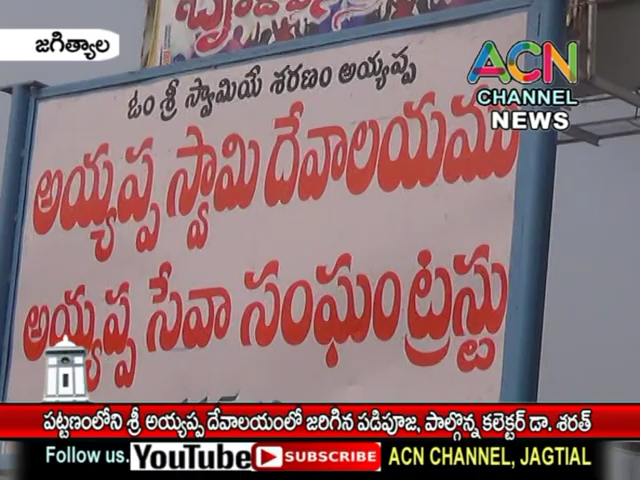 జగిత్యాల
ACN
CHANNEL
NEWS
ఓం శ్రీ స్వామియే శరణం అయ్యప్ప
అయ్యప్ప స్వామి దేవాలయము
అయ్యప్ప సేవా సంఘం ట్రస్టు
పట్టణంలోని శ్రీ అయ్యప్ప దేవాలయంలో జరిగిన పడిపూజ, పాల్గొన్న కలెక్టర్ డా. శరత్
Follow us. YouTube SUBSCRIBE ACN CHANNEL, JAGTIAL